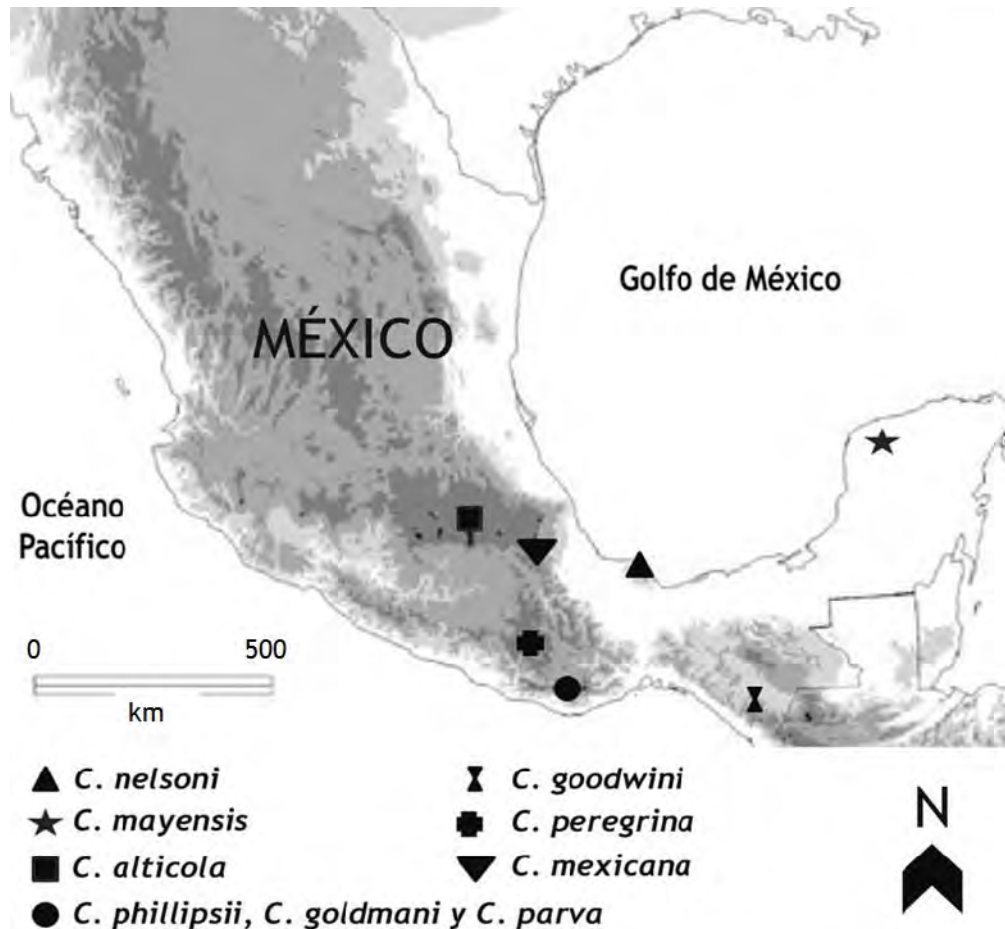 Golfo de México
MÉXICO
Océano
Pacífico
0 500
km
C. nelsoni
C. goodwini
C. mayensis
C. peregrina
C. alticola
C. mexicana
C. phillipsii, C. goldmani y C. parva
N